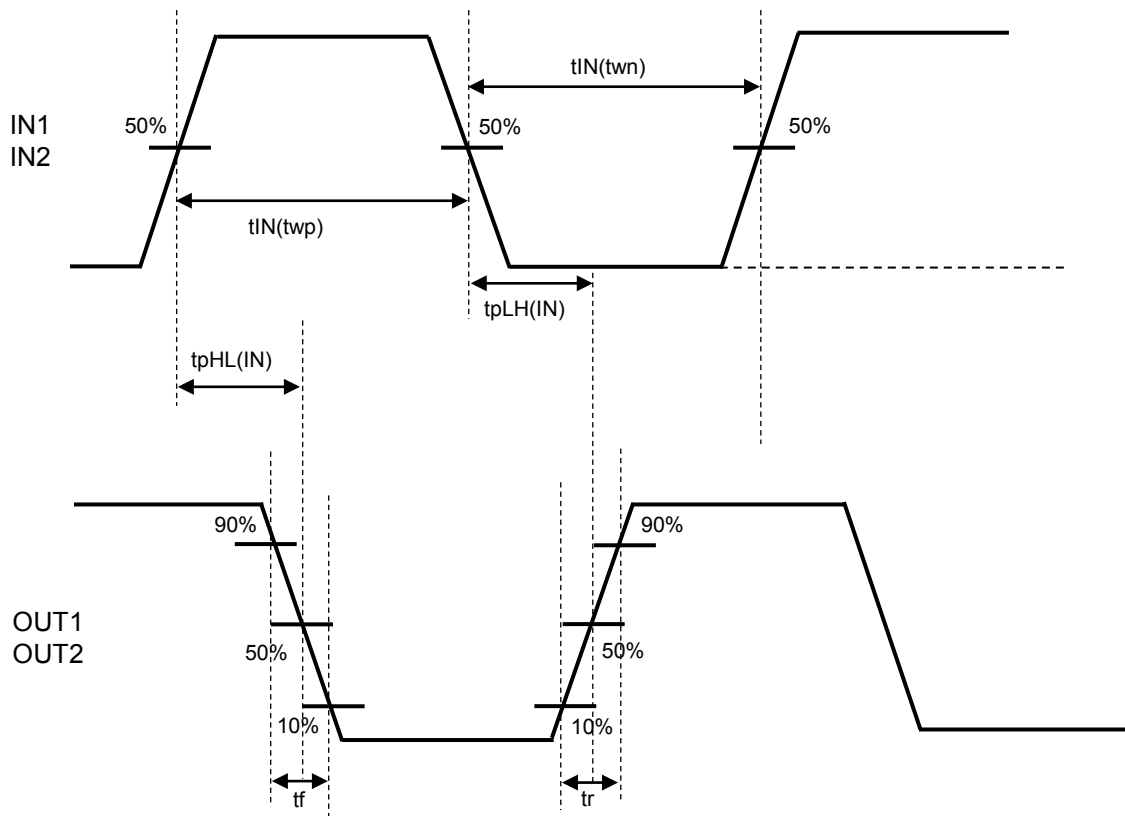 tIN(twn)
50%
50%
50%
IN1
IN2
tIN(twp)
tpLH(IN)
tpHL(IN)
90%
90%
OUT1
OUT2
50%
50%
10%
10%
tf
tr